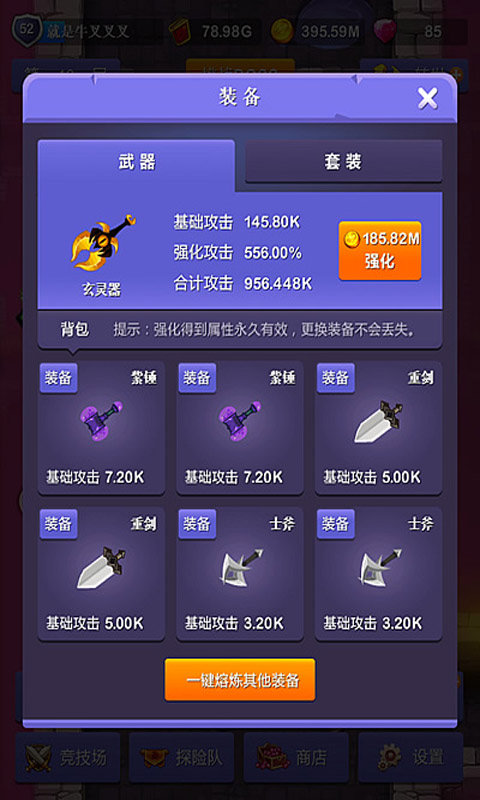 52 就是牛叉叉叉 78.98G 395.59M 85
装备
武器 套装
基础攻击 145.80K
强化攻击 556.00%
合计攻击 956.448K
玄灵器
185.82M
强化
背包 提示：强化得到属性永久有效，更换装备不会丢失。
装备 紫锤 装备 紫锤 装备 重剑
基础攻击 7.20K 基础攻击 7.20K 基础攻击 5.00K
装备 重剑 装备 士斧 装备 士斧
基础攻击 5.00K 基础攻击 3.20K 基础攻击 3.20K
一键熔炼其他装备
竞技场 探险队 商店 设置